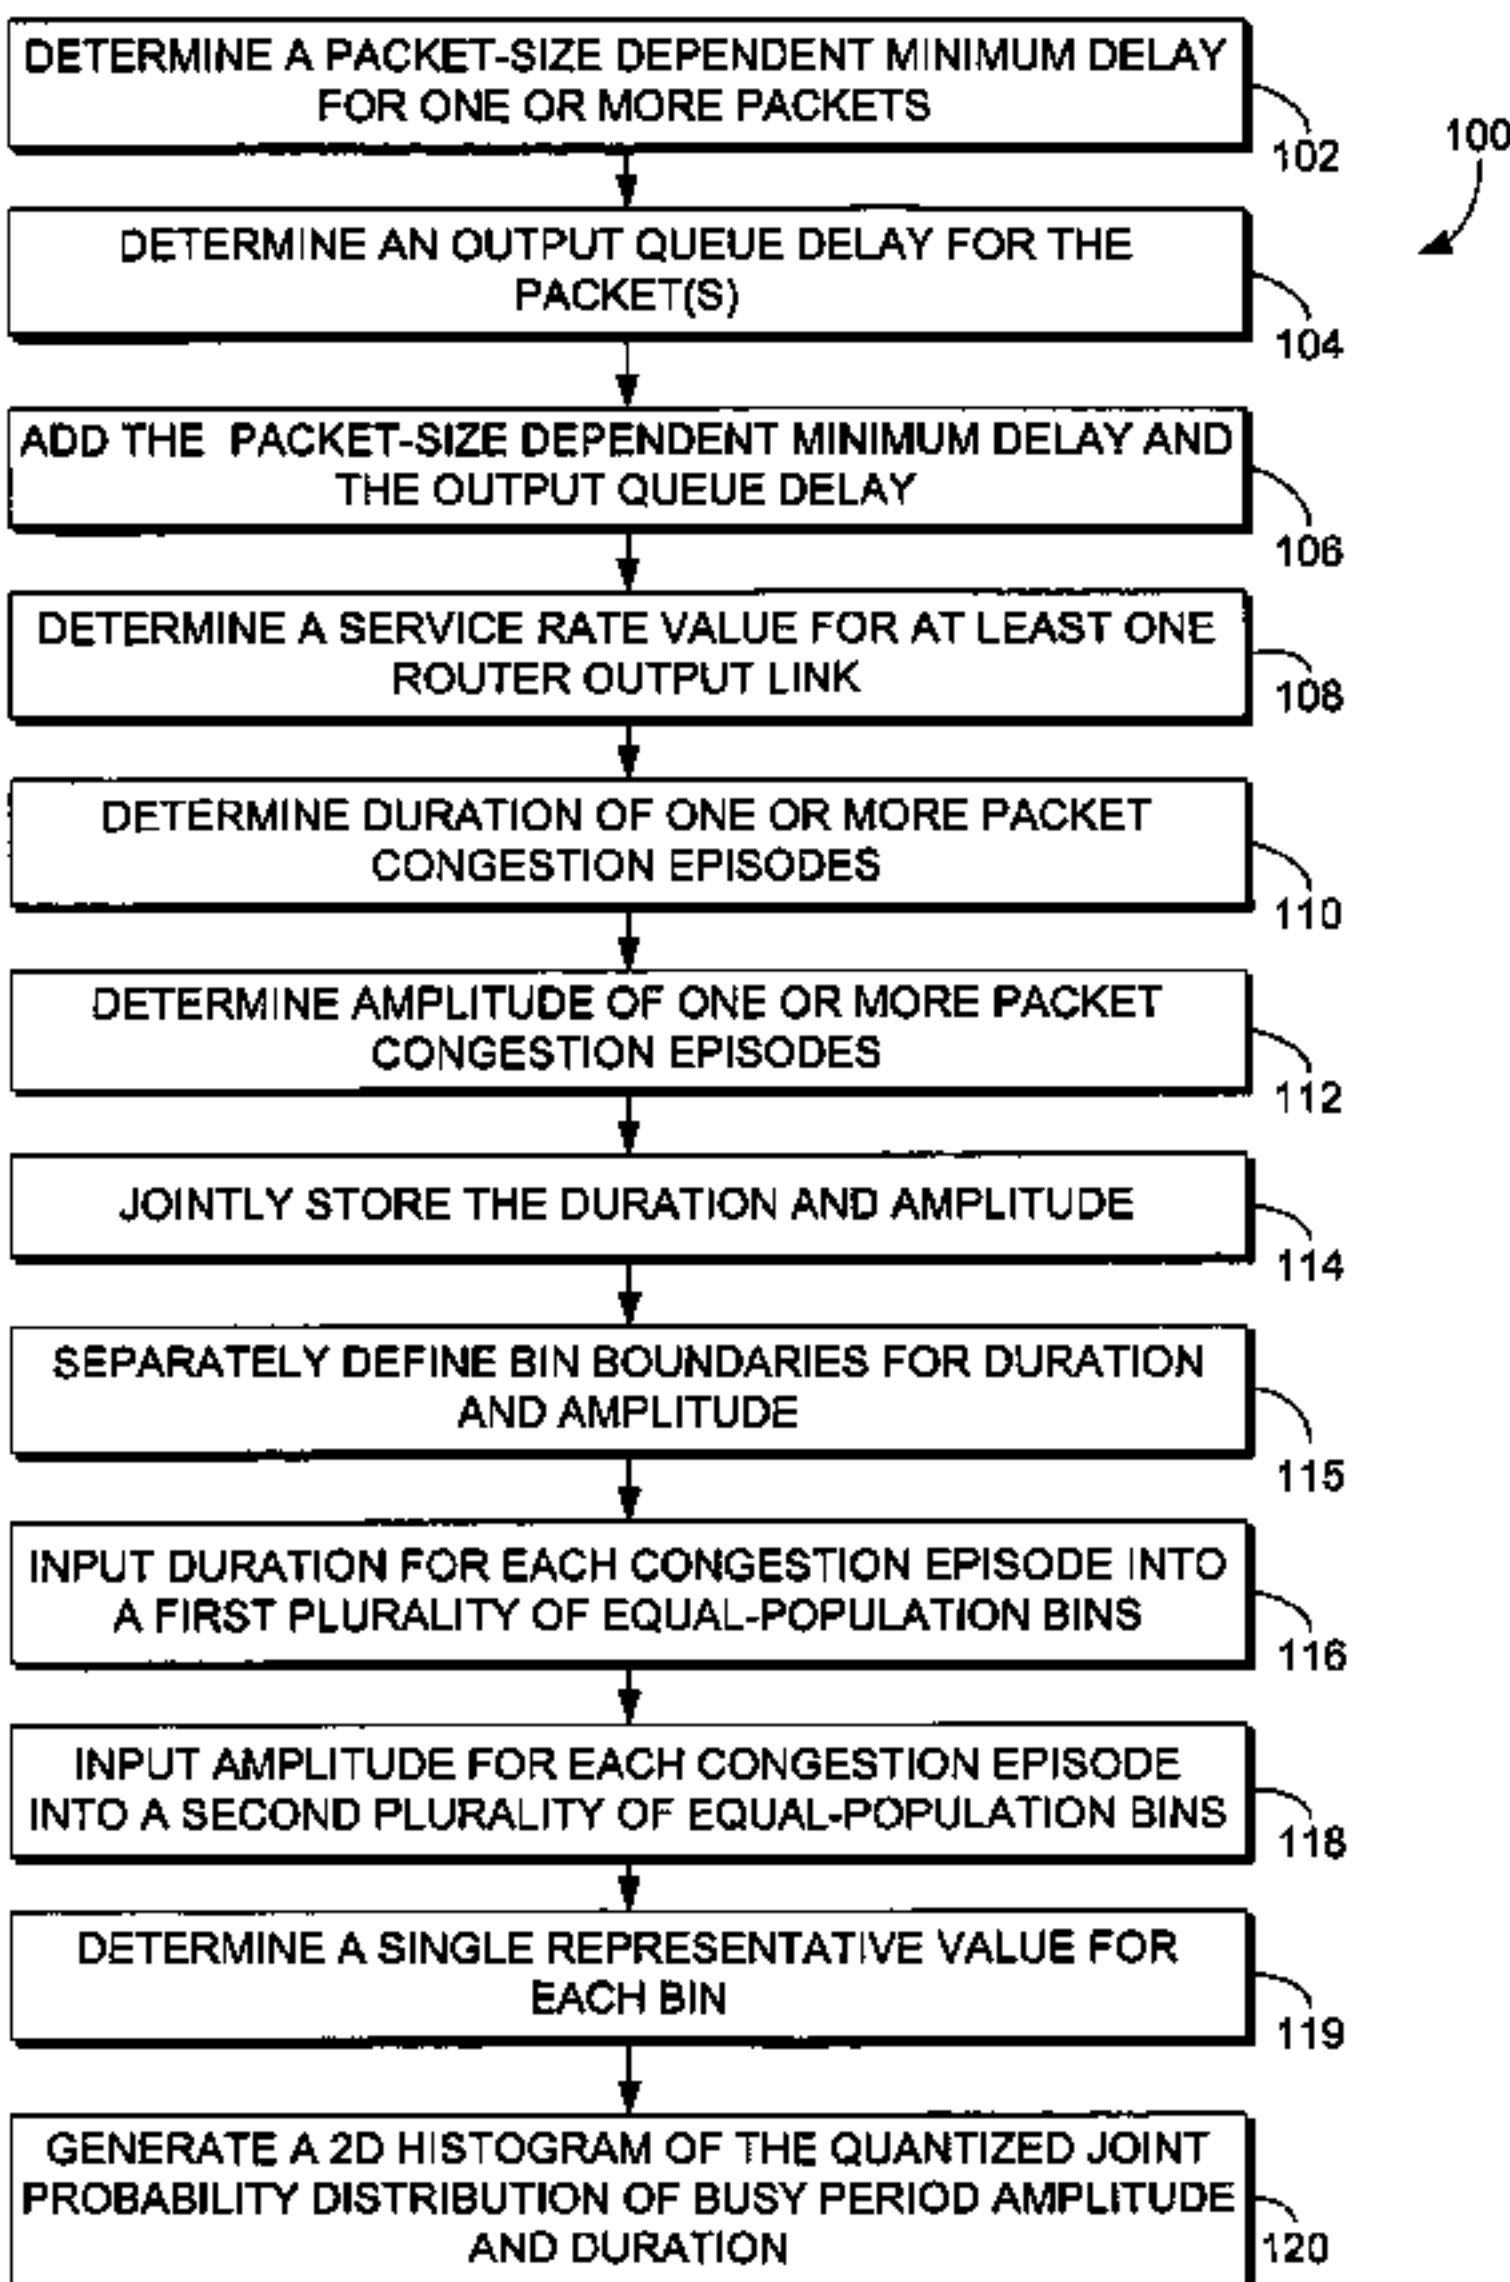 DETERMINE A PACKET-SIZE DEPENDENT MINIMUM DELAY
FOR ONE OR MORE PACKETS
102
100
DETERMINE AN OUTPUT QUEUE DELAY FOR THE
PACKET(S)
104
ADD THE PACKET-SIZE DEPENDENT MINIMUM DELAY AND
THE OUTPUT QUEUE DELAY
106
DETERMINE A SERVICE RATE VALUE FOR AT LEAST ONE
ROUTER OUTPUT LINK
108
DETERMINE DURATION OF ONE OR MORE PACKET
CONGESTION EPISODES
110
DETERMINE AMPLITUDE OF ONE OR MORE PACKET
CONGESTION EPISODES
112
JOINTLY STORE THE DURATION AND AMPLITUDE
114
SEPARATELY DEFINE BIN BOUNDARIES FOR DURATION
AND AMPLITUDE
115
INPUT DURATION FOR EACH CONGESTION EPISODE INTO
A FIRST PLURALITY OF EQUAL-POPULATION BINS
116
INPUT AMPLITUDE FOR EACH CONGESTION EPISODE
INTO A SECOND PLURALITY OF EQUAL-POPULATION BINS
118
DETERMINE A SINGLE REPRESENTATIVE VALUE FOR
EACH BIN
119
GENERATE A 2D HISTOGRAM OF THE QUANTIZED JOINT
PROBABILITY DISTRIBUTION OF BUSY PERIOD AMPLITUDE
AND DURATION
120